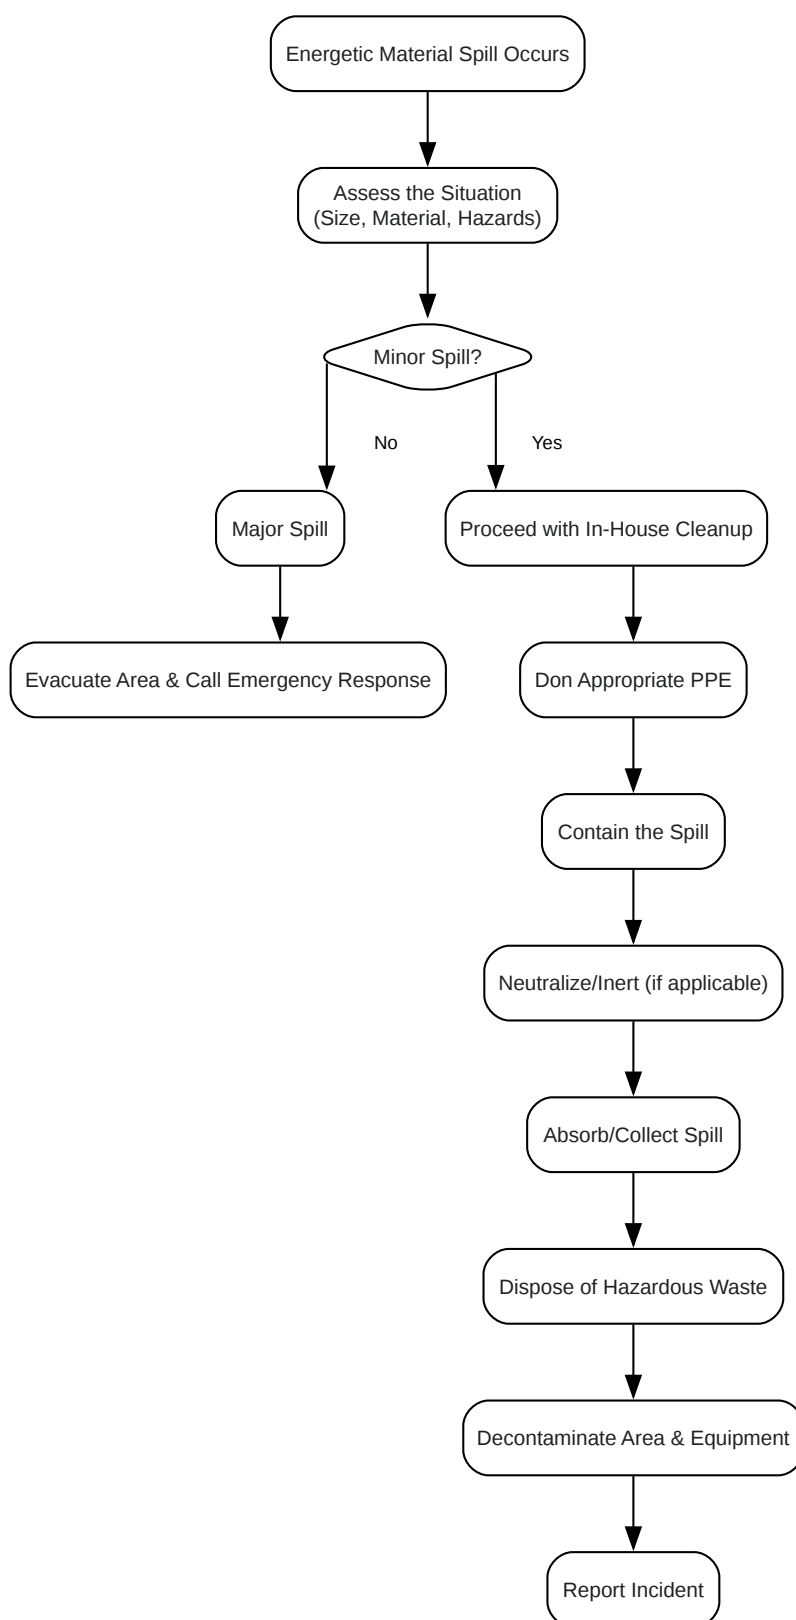 Energetic Material Spill Occurs
Assess the Situation
(Size, Material, Hazards)
Minor Spill?
No
Yes
Major Spill
Proceed with In-House Cleanup
Evacuate Area & Call Emergency Response
Don Appropriate PPE
Contain the Spill
Neutralize/Inert (if applicable)
Absorb/Collect Spill
Dispose of Hazardous Waste
Decontaminate Area & Equipment
Report Incident